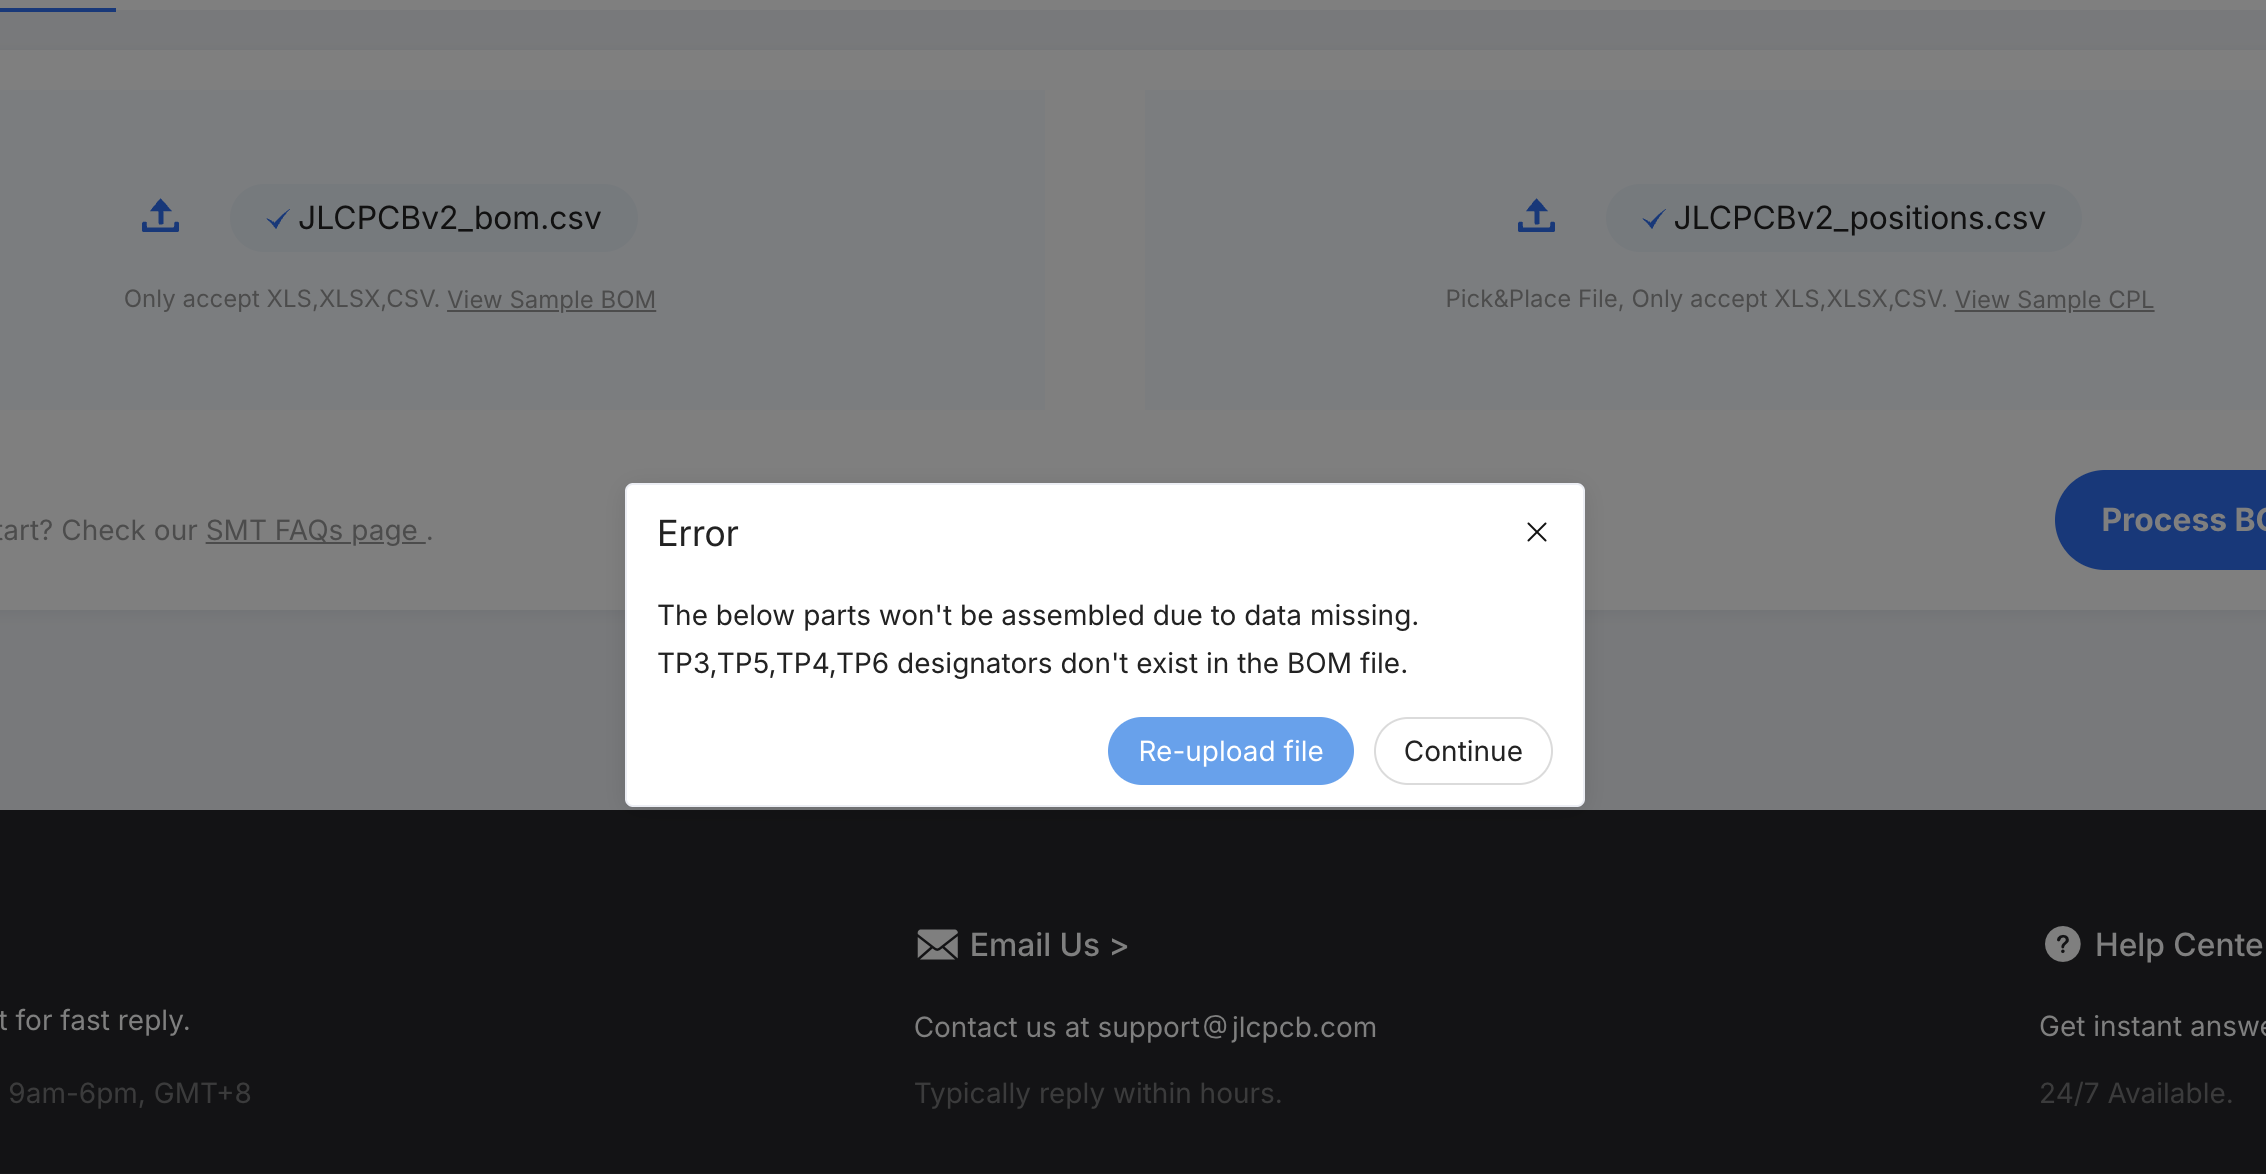 JLCPCBv2_bom.csv
JLCPCBv2_positions.csv
Only accept XLS,XLSX,CSV. View Sample BOM
Pick&Place File, Only accept XLS,XLSX,CSV. View Sample CPL
tart? Check our SMT FAQs page .
Process BO
Error
The below parts won't be assembled due to data missing.
TP3,TP5,TP4,TP6 designators don't exist in the BOM file.
Re-upload file
Continue
Email Us >
Help Cente
t for fast reply.
Contact us at support@jlcpcb.com
Get instant answe
9am-6pm, GMT+8
Typically reply within hours.
24/7 Available.